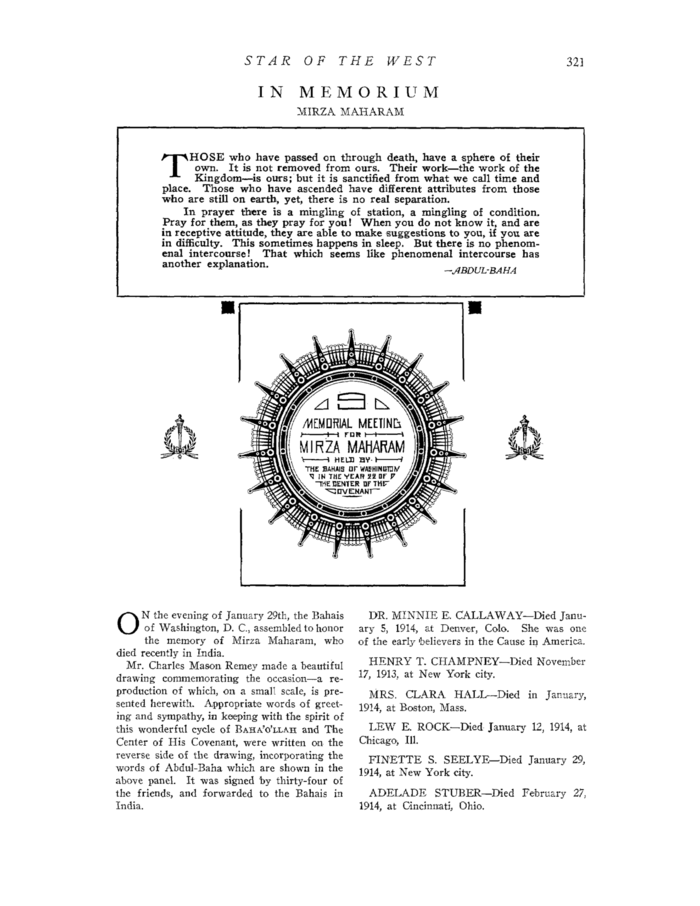 STAR OF THE WEST 321
IN MEMORIUM
MIRZA MAHARAM
THOSE who have passed on through death, have a sphere of their
own. It is not removed from ours. Their work—the work of the
Kingdom—is ours; but it is sanctified from what we call time and
place. Those who have ascended have different attributes from those
who are still on earth, yet, there is no real separation.
In prayer there is a mingling of station, a mingling of condition.
Pray for them, as they pray for you! When you do not know it, and are
in receptive attitude, they are able to make suggestions to you, if you are
in difficulty. This sometimes happens in sleep. But there is no phenom-
enal intercourse! That which seems like phenomenal intercourse has
another explanation.
—ABDUL-BAHA
MEMORIAL MEETING
FOR
MIRZA MAHARAM
HELD BY
THE BAHAIS OF WASHINGTON
IN THE YEAR 22 OF
THE CENTER OF THE
COVENANT
ON the evening of January 29th, the Bahais
of Washington, D. C., assembled to honor
the memory of Mirza Maharam, who
died recently in India.
Mr. Charles Mason Remey made a beautiful
drawing commemorating the occasion—a re-
production of which, on a small scale, is pre-
sented herewith. Appropriate words of greet-
ing and sympathy, in keeping with the spirit of
this wonderful cycle of BAHA'O'LLAH and The
Center of His Covenant, were written on the
reverse side of the drawing, incorporating the
words of Abdul-Baha which are shown in the
above panel. It was signed by thirty-four of
the friends, and forwarded to the Bahais in
India.
DR. MINNIE E. CALLAWAY—Died Janu-
ary 5, 1914, at Denver, Colo. She was one
of the early believers in the Cause in America.
HENRY T. CHAMPNEY—Died November
17, 1913, at New York city.
MRS. CLARA HALL—Died in January,
1914, at Boston, Mass.
LEW E. ROCK—Died January 12, 1914, at
Chicago, Ill.
FINETTE S. SEELYE—Died January 29,
1914, at New York city.
ADELADE STUBER—Died February 27,
1914, at Cincinnati, Ohio.